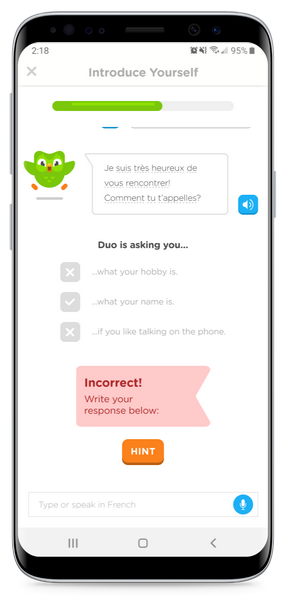 2:18
95%
Introduce Yourself
Je suis très heureux de
vous rencontrer!
Comment tu t'appelles?
Duo is asking you...
...what your hobby is.
...what your name is.
...if you like talking on the phone.
Incorrect!
Write your
response below:
HINT
Type or speak in French